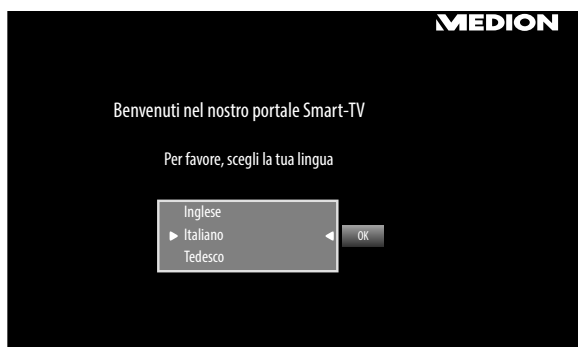 MEDION
Benvenuti nel nostro portale Smart-TV
Per favore, scegli la tua lingua
Inglese
Italiano
OK
Tedesco